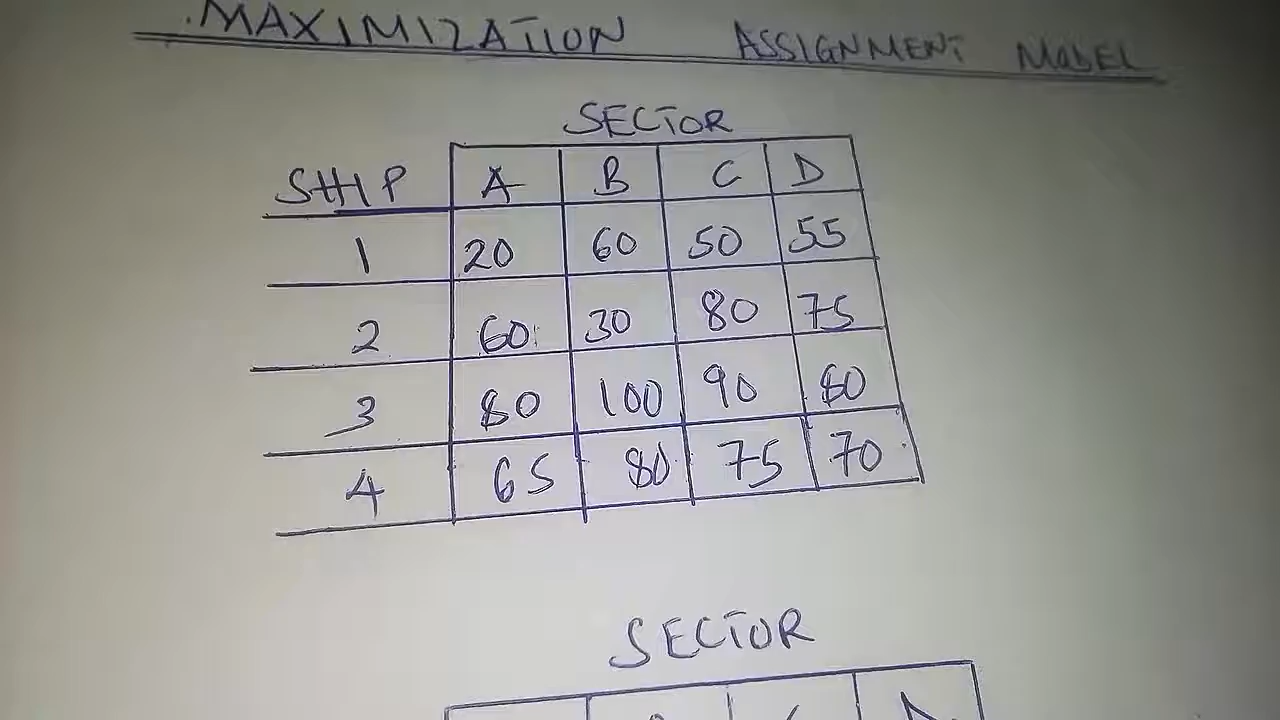 MAXIMIZATION ASSIGNMENT MODEL
SECTOR
SHIP A B C D
1 20 60 50 55
2 60 30 80 75
3 80 100 90 80
4 65 80 75 70
SECTOR